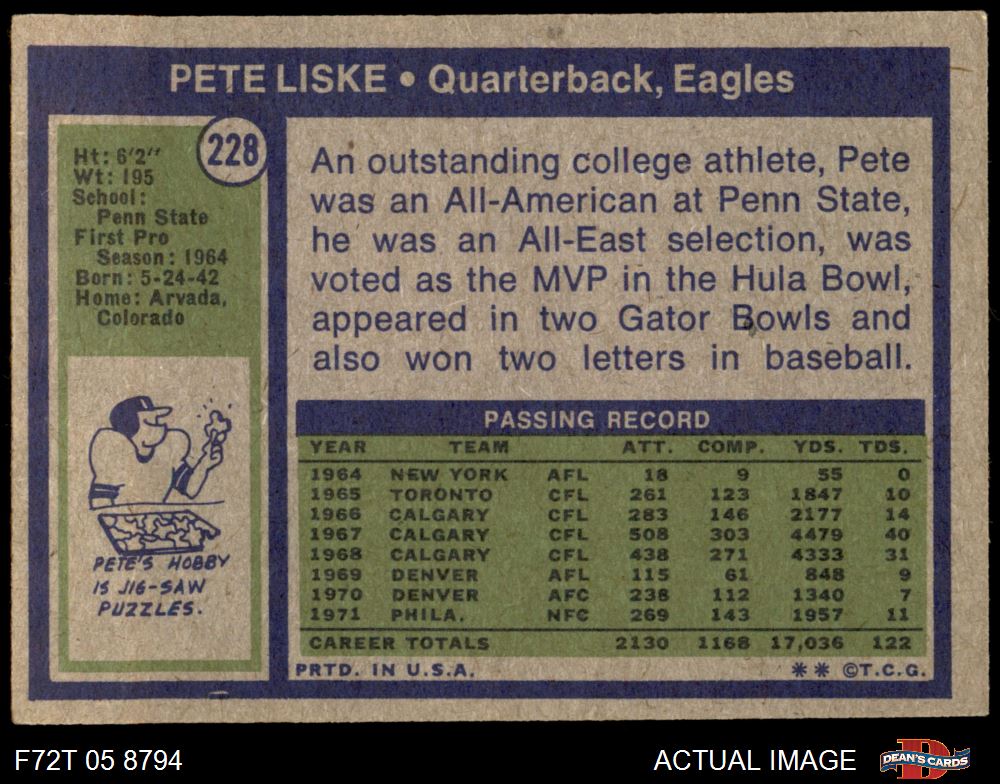 PETE LISKE • Quarterback, Eagles
228
Ht: 6'2"
Wt: 195
School:
Penn State
First Pro
Season: 1964
Born: 5-24-42
Home: Arvada,
Colorado
PETE'S HOBBY
IS JIG-SAW
PUZZLES.
An outstanding college athlete, Pete
was an All-American at Penn State,
he was an All-East selection, was
voted as the MVP in the Hula Bowl,
appeared in two Gator Bowls and
also won two letters in baseball.
PASSING RECORD
YEAR TEAM ATT. COMP. YDS. TDS.
1964 NEW YORK AFL 18 9 55 0
1965 TORONTO CFL 261 123 1847 10
1966 CALGARY CFL 283 146 2177 14
1967 CALGARY CFL 508 303 4479 40
1968 CALGARY CFL 438 271 4333 31
1969 DENVER AFL 115 61 848 9
1970 DENVER AFC 238 112 1340 7
1971 PHILA. NFC 269 143 1957 11
CAREER TOTALS 2130 1168 17,036 122
PRTD. IN U.S.A. ** ©T.C.G.
F72T 05 8794
ACTUAL IMAGE
D
DEAN'S CARDS